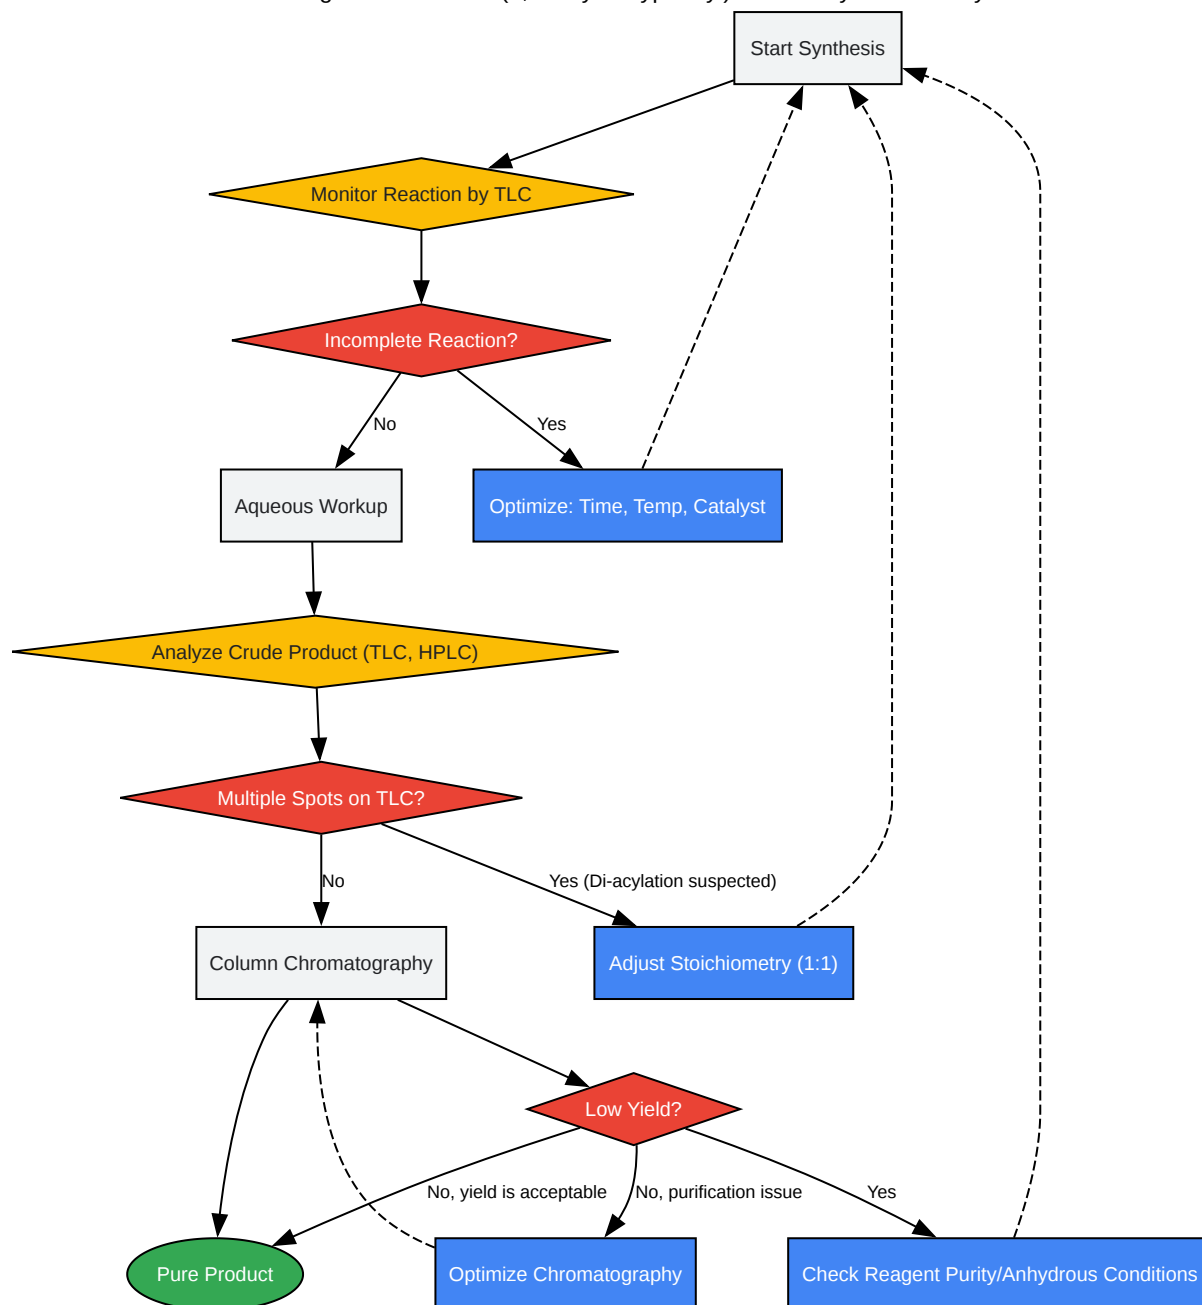 Start Synthesis
Monitor Reaction by TLC
Incomplete Reaction?
No
Yes
Aqueous Workup
Optimize: Time, Temp, Catalyst
Analyze Crude Product (TLC, HPLC)
Multiple Spots on TLC?
No
Yes (Di-acylation suspected)
Column Chromatography
Adjust Stoichiometry (1:1)
Low Yield?
No, yield is acceptable
No, purification issue
Yes
Pure Product
Optimize Chromatography
Check Reagent Purity/Anhydrous Conditions